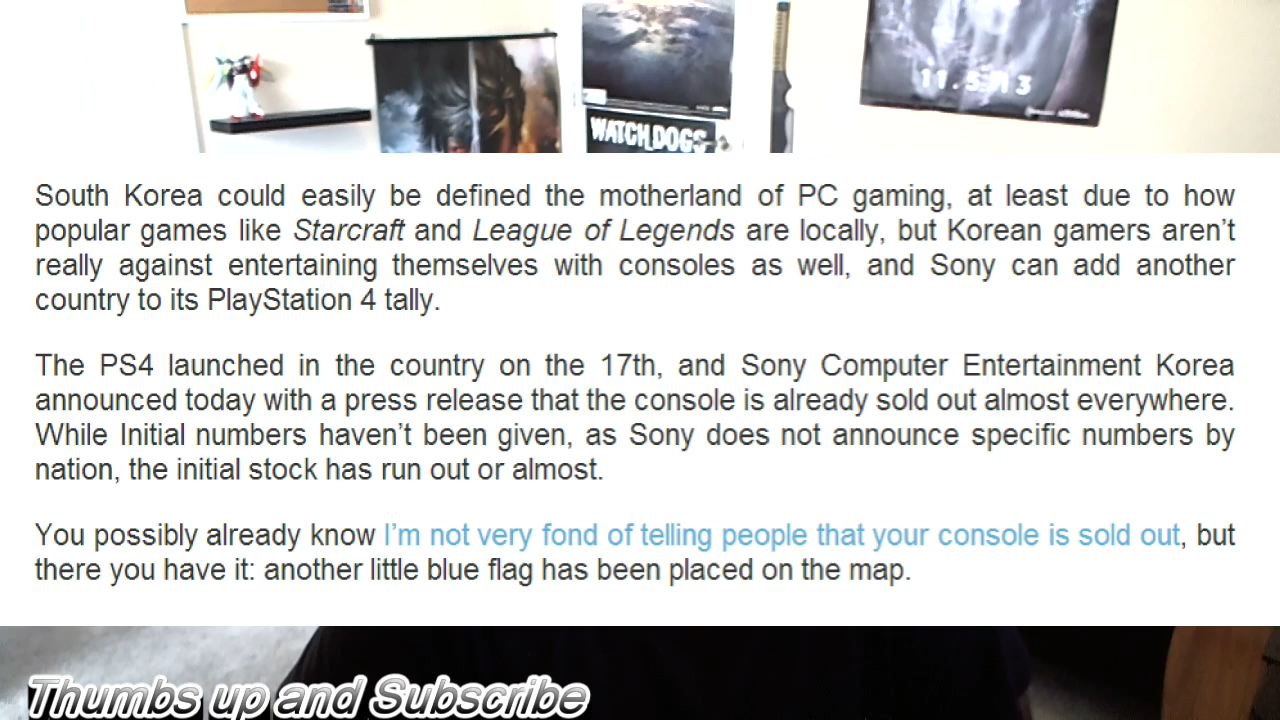 11.5.13
WATCH DOGS
South Korea could easily be defined the motherland of PC gaming, at least due to how
popular games like Starcraft and League of Legends are locally, but Korean gamers aren’t
really against entertaining themselves with consoles as well, and Sony can add another
country to its PlayStation 4 tally.
The PS4 launched in the country on the 17th, and Sony Computer Entertainment Korea
announced today with a press release that the console is already sold out almost everywhere.
While Initial numbers haven’t been given, as Sony does not announce specific numbers by
nation, the initial stock has run out or almost.
You possibly already know I’m not very fond of telling people that your console is sold out, but
there you have it: another little blue flag has been placed on the map.
Thumbs up and Subscribe